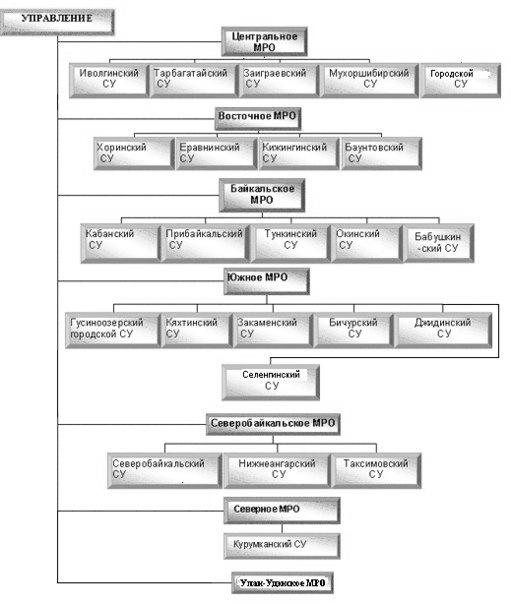 УПРАВЛЕНИЕ
Центральное
МРО
Иволгинский
СУ
Тарбагатайский
СУ
Заиграевский
СУ
Мухоршибирский
СУ
Городской
СУ
Восточное МРО
Хоринский
СУ
Еравнинский
СУ
Кижингинский
СУ
Баунтовский
СУ
Байкальское
МРО
Кабанский
СУ
Прибайкальский
СУ
Тункинский
СУ
Окинский
СУ
Бабушкин
-ский СУ
Южное МРО
Гусиноозерский
городской СУ
Кяхтинский
СУ
Закаменский
СУ
Бичурский
СУ
Джидинский
СУ
Селенгинский
СУ
Северобайкальское МРО
Северобайкальский
СУ
Нижнеангарский
СУ
Таксимовский
СУ
Северное МРО
Курумканский СУ
Улан-Удэнское МРО